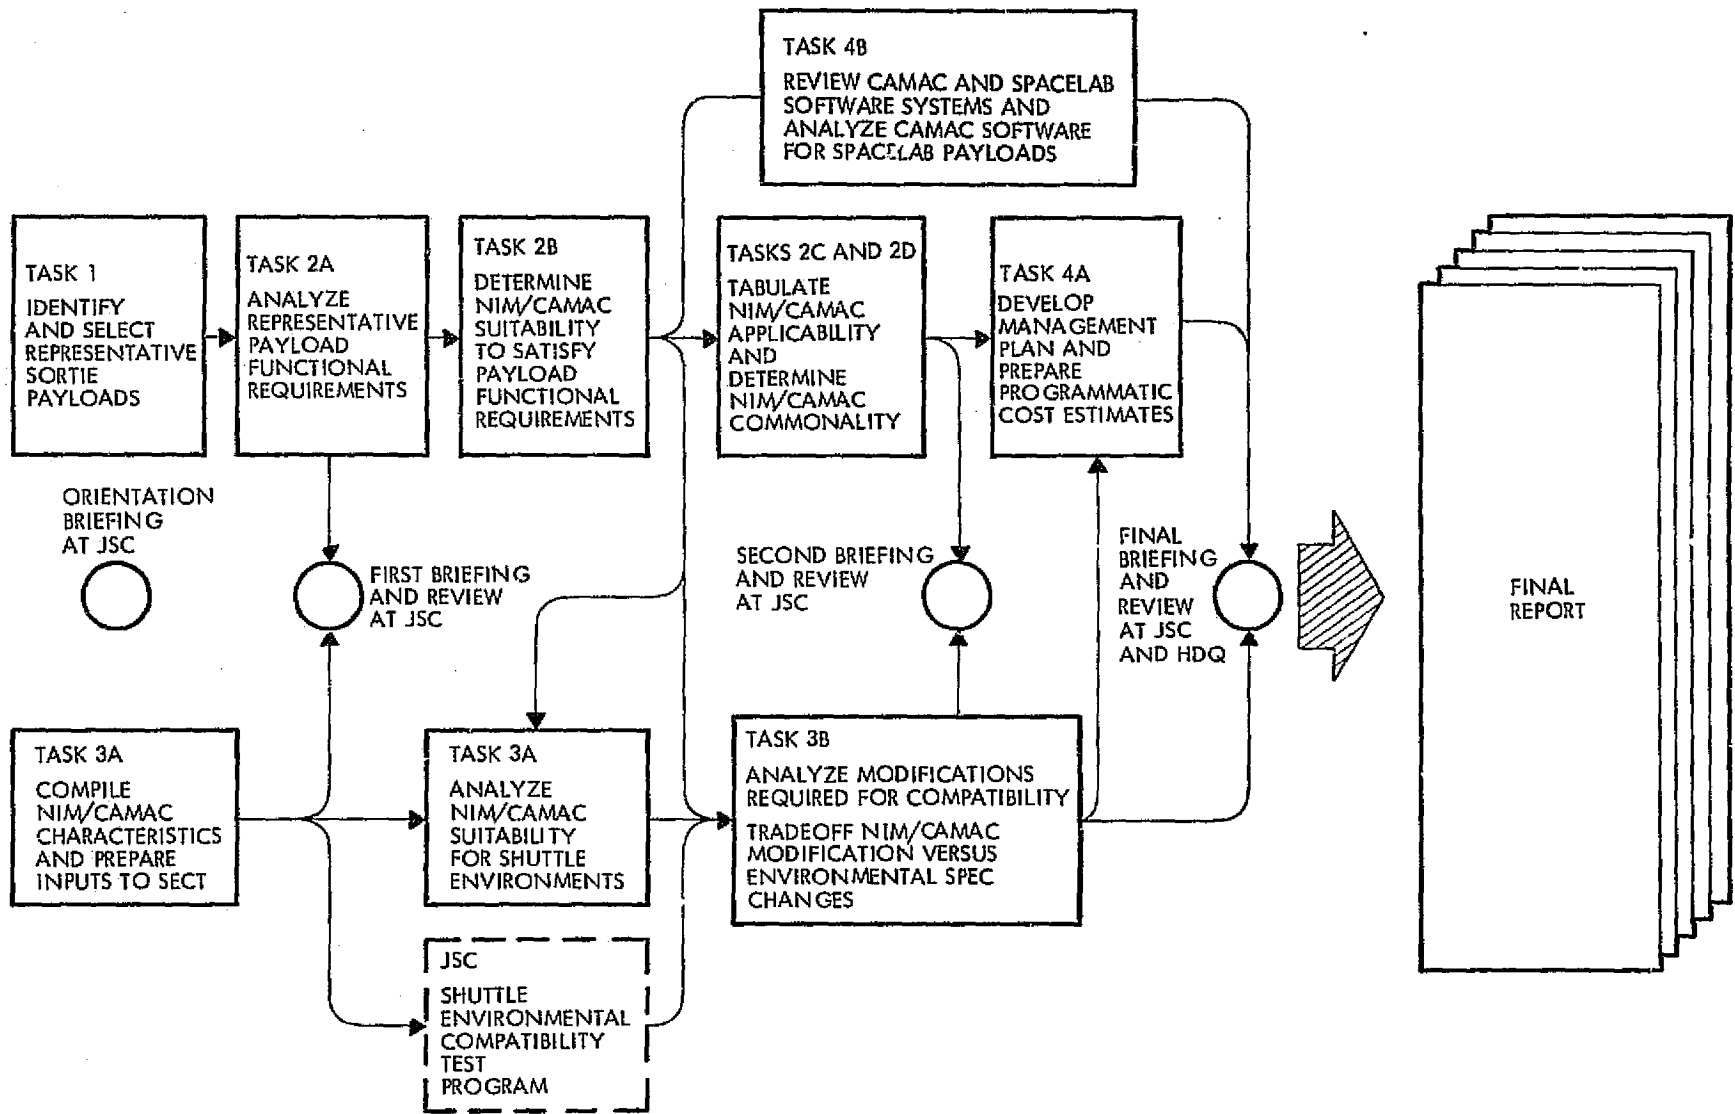 TASK 4B
REVIEW CAMAC AND SPACELAB
SOFTWARE SYSTEMS AND
ANALYZE CAMAC SOFTWARE
FOR SPACELAB PAYLOADS
TASK 1
IDENTIFY
AND SELECT
REPRESENTATIVE
SORTIE
PAYLOADS
TASK 2A
ANALYZE
REPRESENTATIVE
PAYLOAD
FUNCTIONAL
REQUIREMENTS
TASK 2B
DETERMINE
NIM/CAMAC
SUITABILITY
TO SATISFY
PAYLOAD
FUNCTIONAL
REQUIREMENTS
TASKS 2C AND 2D
TABULATE
NIM/CAMAC
APPLICABILITY
AND
DETERMINE
NIM/CAMAC
COMMONALITY
TASK 4A
DEVELOP
MANAGEMENT
PLAN AND
PREPARE
PROGRAMMATIC
COST ESTIMATES
ORIENTATION
BRIEFING
AT JSC
FIRST BRIEFING
AND REVIEW
AT JSC
SECOND BRIEFING
AND REVIEW
AT JSC
FINAL
BRIEFING
AND
REVIEW
AT JSC
AND HDQ
FINAL
REPORT
TASK 3A
COMPILE
NIM/CAMAC
CHARACTERISTICS
AND PREPARE
INPUTS TO SECT
TASK 3A
ANALYZE
NIM/CAMAC
SUITABILITY
FOR SHUTTLE
ENVIRONMENTS
TASK 3B
ANALYZE MODIFICATIONS
REQUIRED FOR COMPATIBILITY
TRADEOFF NIM/CAMAC
MODIFICATION VERSUS
ENVIRONMENTAL SPEC
CHANGES
JSC
SHUTTLE
ENVIRONMENTAL
COMPATIBILITY
TEST
PROGRAM